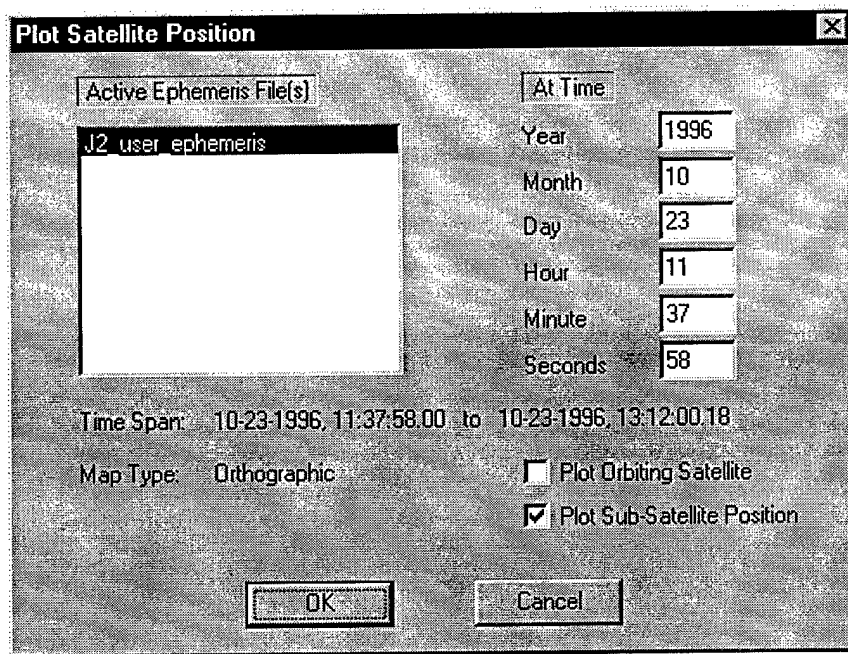 Plot Satellite Position
Active Ephemeris File(s)
J2_user_ephemeris
At Time
Year 1996
Month 10
Day 23
Hour 11
Minute 37
Seconds 58
Time Span: 10-23-1996, 11:37:58.00 to 10-23-1996, 13:12:00.18
Map Type: Orthographic
Plot Orbiting Satellite
Plot Sub-Satellite Position
OK
Cancel